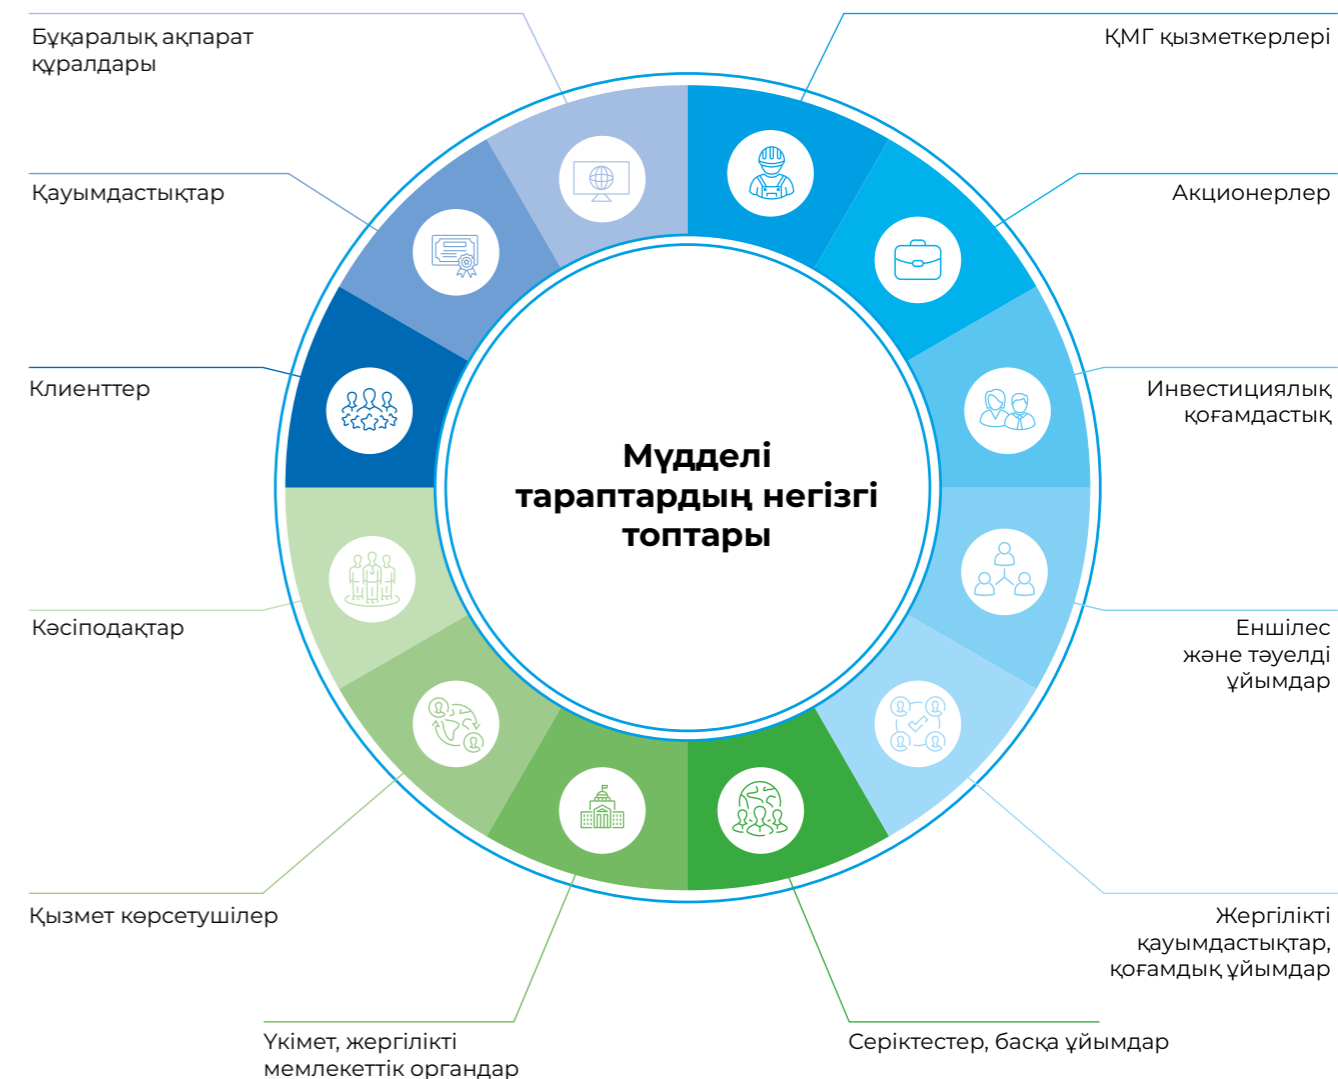 Бұқаралық ақпарат
құралдары
ҚМГ қызметкерлері
Қауымдастықтар
Акционерлер
Клиенттер
Инвестициялық
қоғамдастық
Мүдделі
тараптардың негізгі
топтары
Кәсіподақтар
Еншілес
және тәуелді
ұйымдар
Қызмет көрсетушілер
Жергілікті
қауымдастықтар,
қоғамдық ұйымдар
Үкімет, жергілікті
мемлекеттік органдар
Серіктестер, басқа ұйымдар